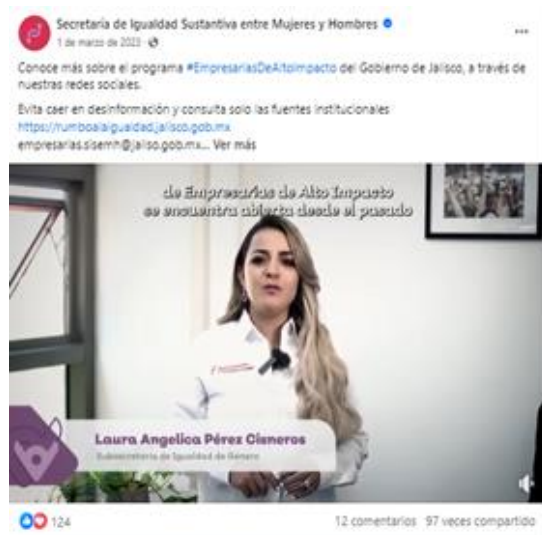 Secretaría de Igualdad Sustantiva entre Mujeres y Hombres
1 de marzo de 2023
Conoce más sobre el programa #EmpresariasDeAltoImpacto del Gobierno de Jalisco, a través de
nuestras redes sociales.
Evita caer en desinformación y consulta solo las fuentes institucionales
https://rumboalaigualdad.jalisco.gob.mx
empresarias.sisemh@jaliso.gob.mx... Ver más
de Empresarias de Alto Impacto
se encuentra abierta desde el pasado
Laura Angelica Pérez Cisneros
Subsecretaria de Igualdad de Género
124
12 comentarios 97 veces compartido